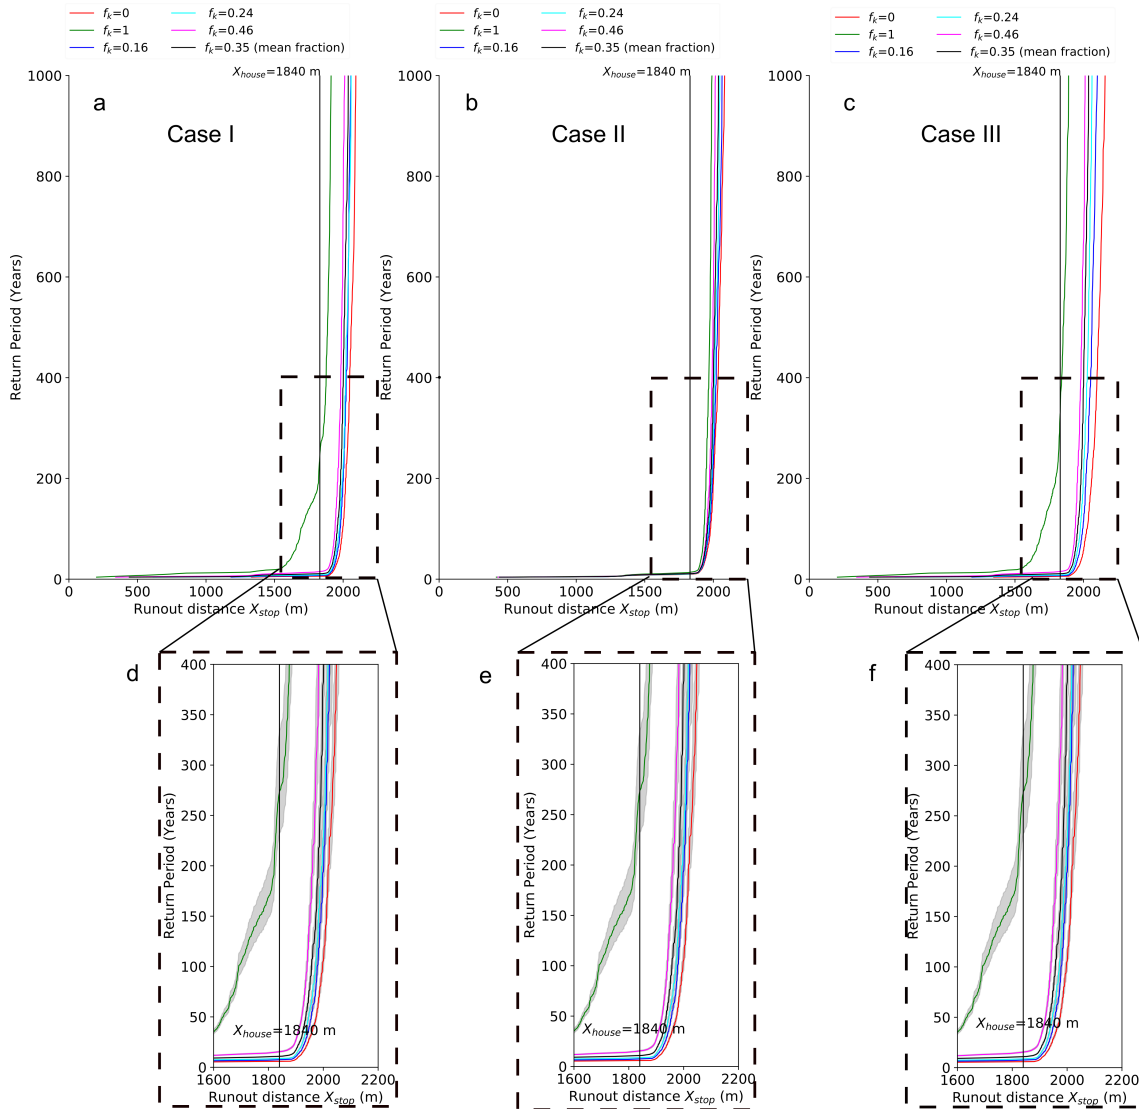 f_k=0 f_k=0.24
f_k=1 f_k=0.46
f_k=0.16 f_k=0.35 (mean fraction)
f_k=0 f_k=0.24
f_k=1 f_k=0.46
f_k=0.16 f_k=0.35 (mean fraction)
f_k=0 f_k=0.24
f_k=1 f_k=0.46
f_k=0.16 f_k=0.35 (mean fraction)
a
Case I
X_house=1840 m
1000
800
600
400
200
0
Return Period (Years)
0 500 1000 1500 2000
Runout distance X_stop (m)
b
Case II
X_house=1840 m
1000
800
600
400
200
0
Return Period (Years)
0 500 1000 1500 2000
Runout distance X_stop (m)
c
Case III
X_house=1840 m
1000
800
600
400
200
0
Return Period (Years)
0 500 1000 1500 2000
Runout distance X_stop (m)
d
400
350
300
250
200
150
100
50
0
Return Period (Years)
X_house=1840 m
1600 1800 2000 2200
Runout distance X_stop (m)
e
400
350
300
250
200
150
100
50
0
Return Period (Years)
X_house=1840 m
1600 1800 2000 2200
Runout distance X_stop (m)
f
400
350
300
250
200
150
100
50
0
Return Period (Years)
X_house=1840 m
1600 1800 2000 2200
Runout distance X_stop (m)